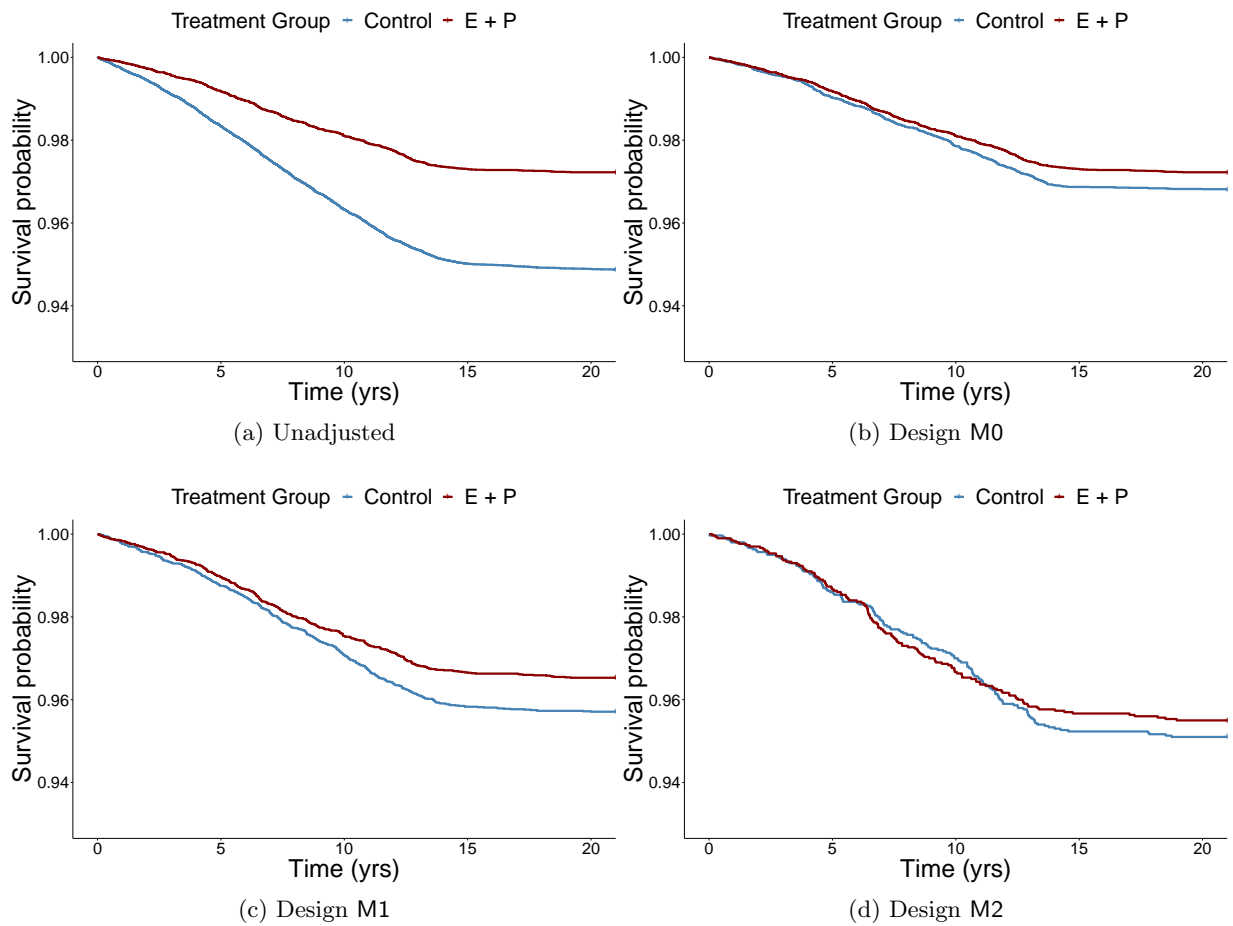 Treatment Group Control E + P
Survival probability
1.00
0.98
0.96
0.94
0 5 10 15 20
Time (yrs)
(a) Unadjusted
Treatment Group Control E + P
Survival probability
1.00
0.98
0.96
0.94
0 5 10 15 20
Time (yrs)
(b) Design M0
Treatment Group Control E + P
Survival probability
1.00
0.98
0.96
0.94
0 5 10 15 20
Time (yrs)
(c) Design M1
Treatment Group Control E + P
Survival probability
1.00
0.98
0.96
0.94
0 5 10 15 20
Time (yrs)
(d) Design M2